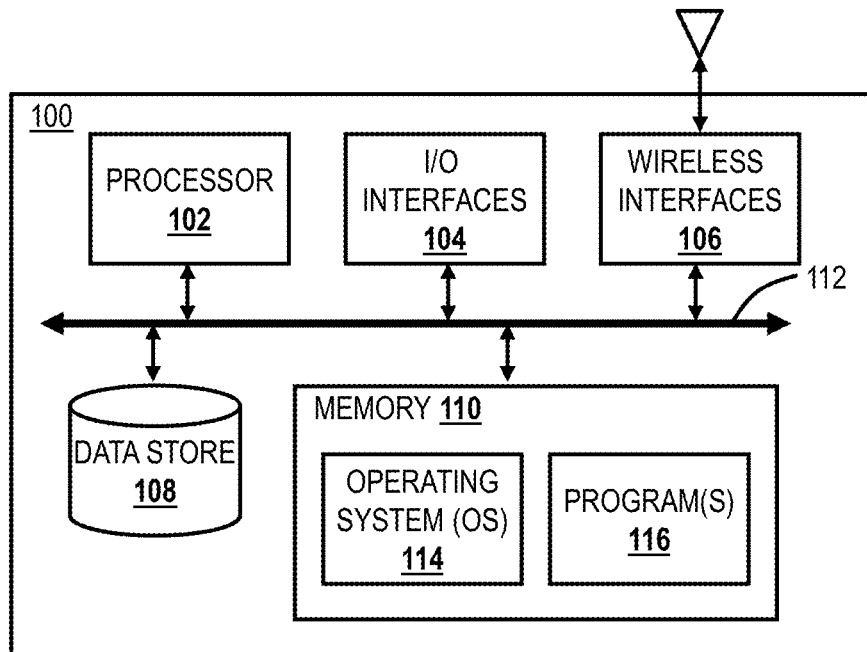 100
PROCESSOR
102
I/O
INTERFACES
104
WIRELESS
INTERFACES
106
112
DATA STORE
108
MEMORY 110
OPERATING
SYSTEM (OS)
114
PROGRAM(S)
116